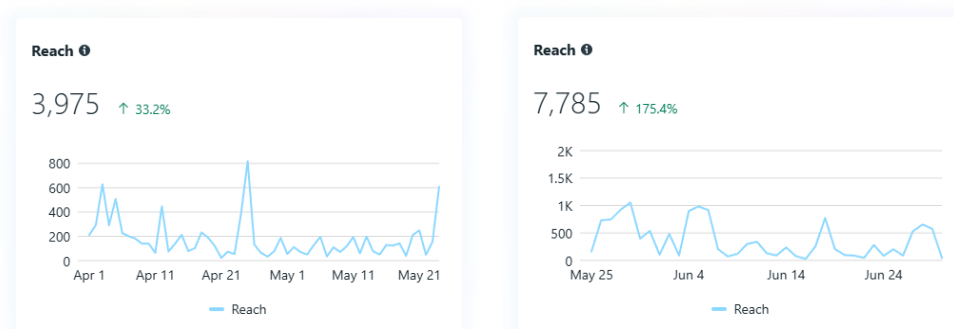 Reach
3,975 ↑ 33.2%
800
600
400
200
0
Apr 1 Apr 11 Apr 21 May 1 May 11 May 21
Reach
Reach
7,785 ↑ 175.4%
2K
1.5K
1K
500
0
May 25 Jun 4 Jun 14 Jun 24
Reach